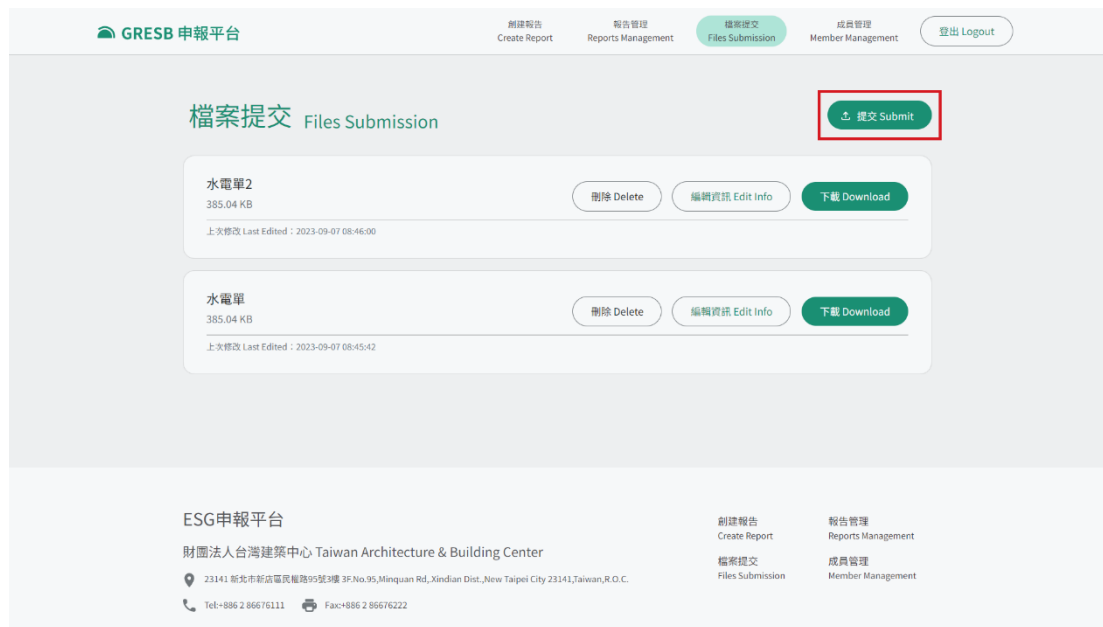 GRESB 申報平台
創建報告
Create Report
報告管理
Reports Management
檔案提交
Files Submission
成員管理
Member Management
登出 Logout
檔案提交 Files Submission
提交 Submit
水電單2
385.04 KB
刪除 Delete
編輯資訊 Edit Info
下載 Download
上次修改 Last Edited：2023-09-07 08:46:00
水電單
385.04 KB
刪除 Delete
編輯資訊 Edit Info
下載 Download
上次修改 Last Edited：2023-09-07 08:45:42
ESG申報平台
財團法人台灣建築中心 Taiwan Architecture & Building Center
23141 新北市新店區民權路95號3樓 3F.No.95,Minquan Rd,.Xindian Dist.,New Taipei City 23141,Taiwan,R.O.C.
Tel:+886 2 86676111
Fax:+886 2 86676222
創建報告
Create Report
報告管理
Reports Management
檔案提交
Files Submission
成員管理
Member Management